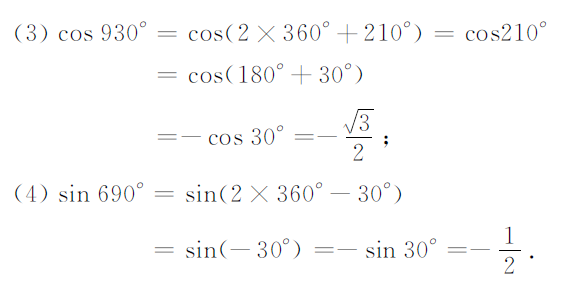 (3) cos 930° = cos(2 × 360° + 210°) = cos210°
= cos(180° + 30°)
=− cos 30° =− √3/2 ;
(4) sin 690° = sin(2 × 360° − 30°)
= sin(− 30°) =− sin 30° =− 1/2 .